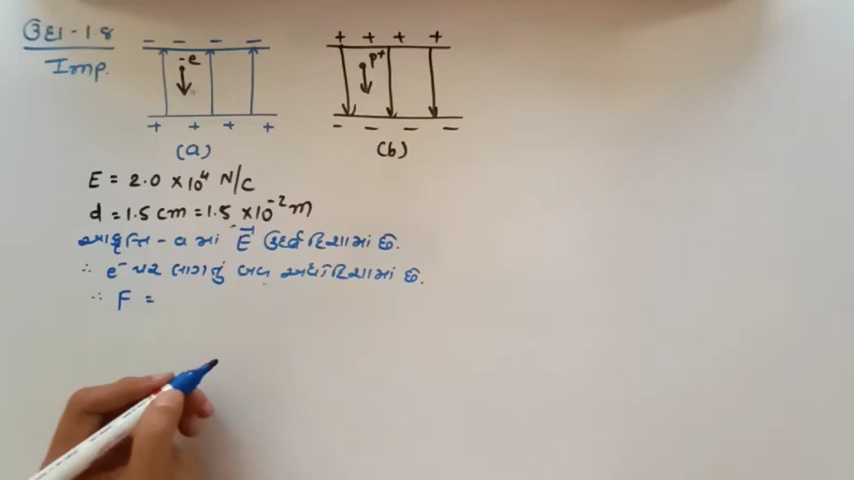 ઉદા-1.8
Imp.
- - - -
-e
+ + + +
(a)
+ + + +
p+
- - - -
(b)
E = 2.0 × 10⁴ N/C
d = 1.5 cm = 1.5 × 10⁻² m
આકૃતિ - a માં E⃗ ઉર્ધ્વ દિશામાં છે.
∴ e⁻ પર લાગતું બળ અધોદિશામાં છે.
∴ F =